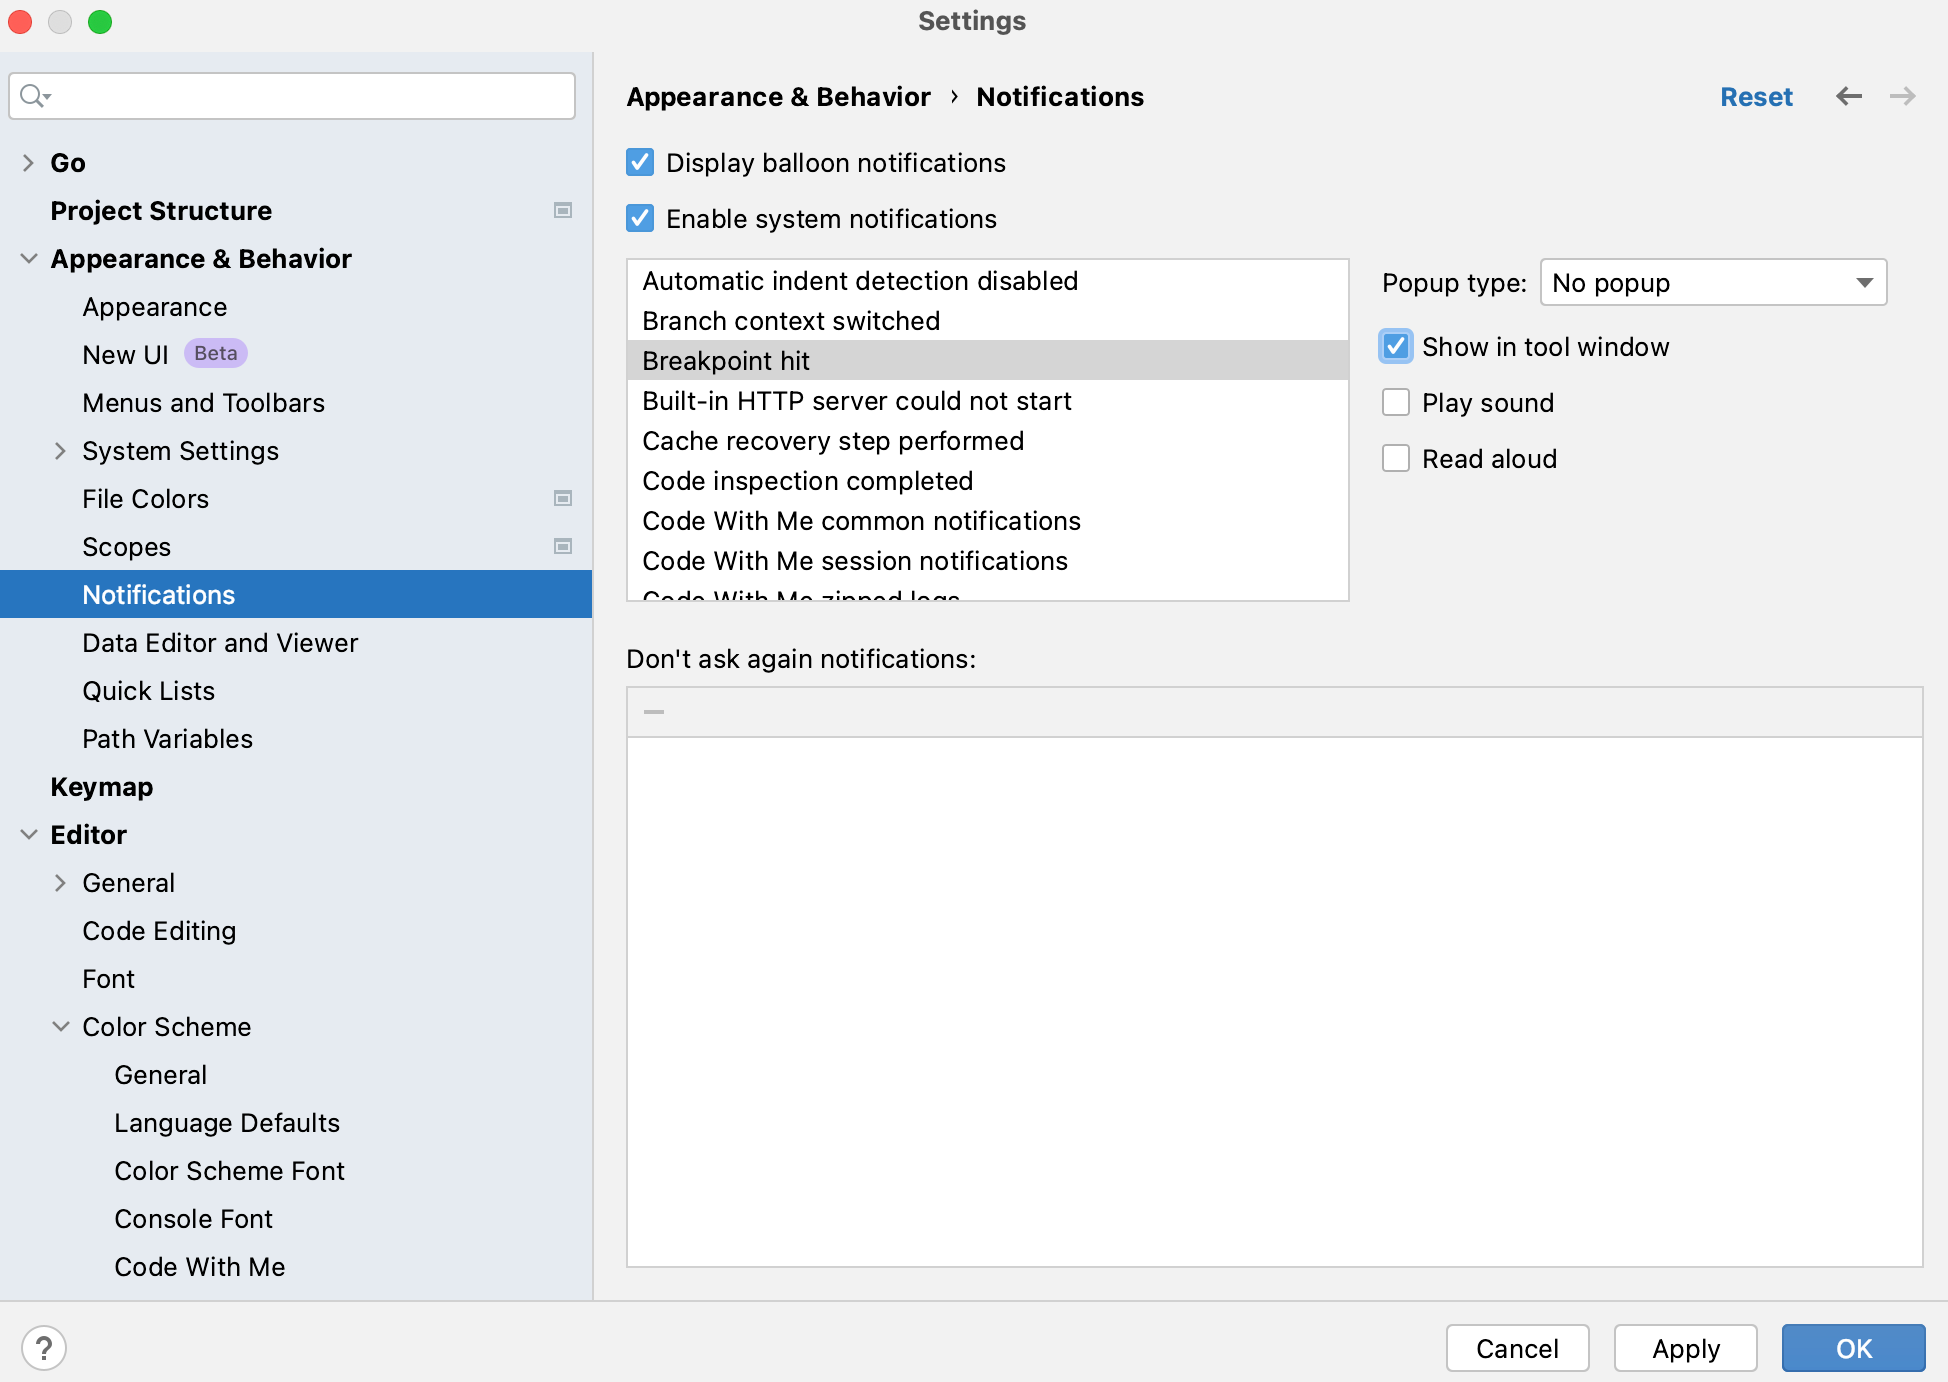 Settings
Go
Project Structure
Appearance & Behavior
Appearance
New UI Beta
Menus and Toolbars
System Settings
File Colors
Scopes
Notifications
Data Editor and Viewer
Quick Lists
Path Variables
Keymap
Editor
General
Code Editing
Font
Color Scheme
General
Language Defaults
Color Scheme Font
Console Font
Code With Me
Appearance & Behavior › Notifications
Reset
Display balloon notifications
Enable system notifications
Automatic indent detection disabled
Branch context switched
Breakpoint hit
Built-in HTTP server could not start
Cache recovery step performed
Code inspection completed
Code With Me common notifications
Code With Me session notifications
Code With Me zipped logs
Popup type: No popup
Show in tool window
Play sound
Read aloud
Don't ask again notifications:
?
Cancel
Apply
OK